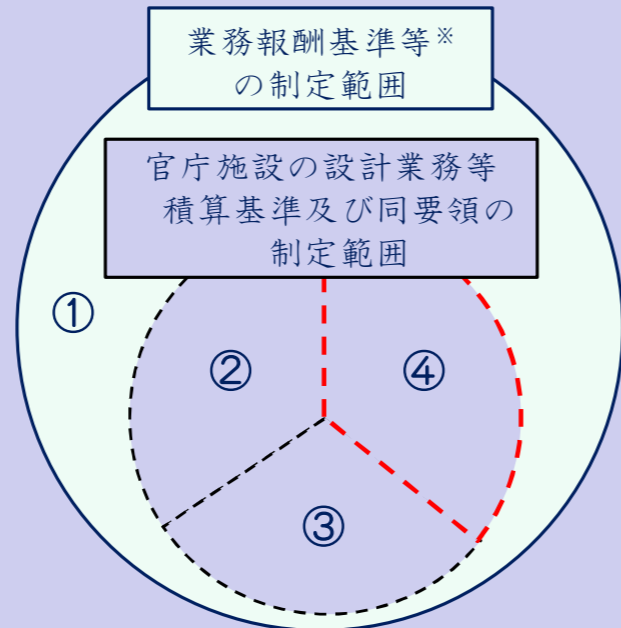 業務報酬基準等※
の制定範囲
官庁施設の設計業務等
積算基準及び同要領の
制定範囲
①
②
④
③